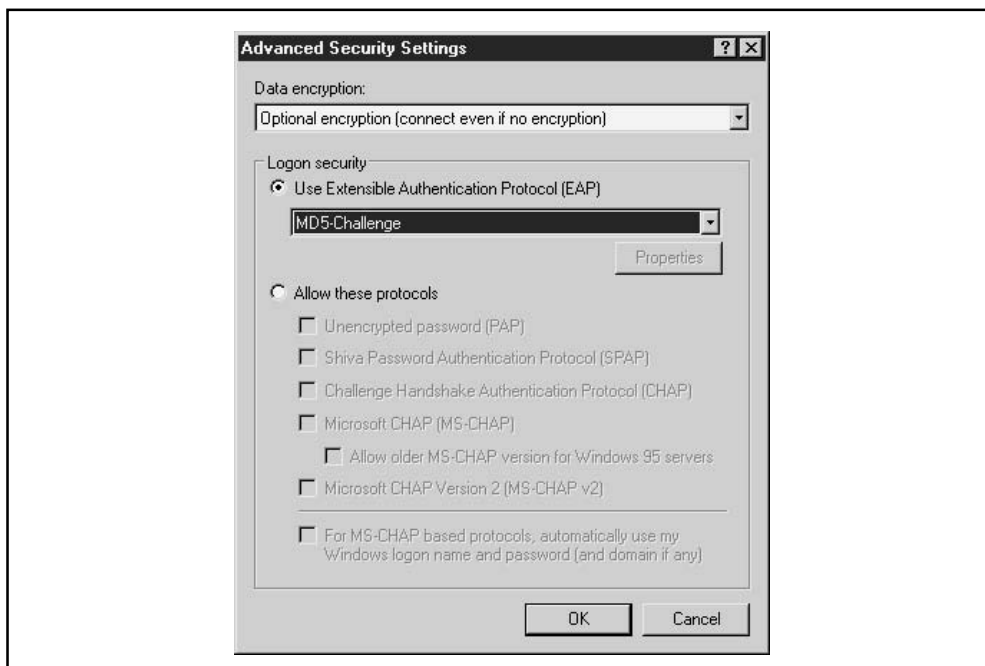 Advanced Security Settings
Data encryption:
Optional encryption (connect even if no encryption)
Logon security
Use Extensible Authentication Protocol (EAP)
MD5-Challenge
Properties
Allow these protocols
Unencrypted password (PAP)
Shiva Password Authentication Protocol (SPAP)
Challenge Handshake Authentication Protocol (CHAP)
Microsoft CHAP (MS-CHAP)
Allow older MS-CHAP version for Windows 95 servers
Microsoft CHAP Version 2 (MS-CHAP v2)
For MS-CHAP based protocols, automatically use my
Windows logon name and password (and domain if any)
OK Cancel